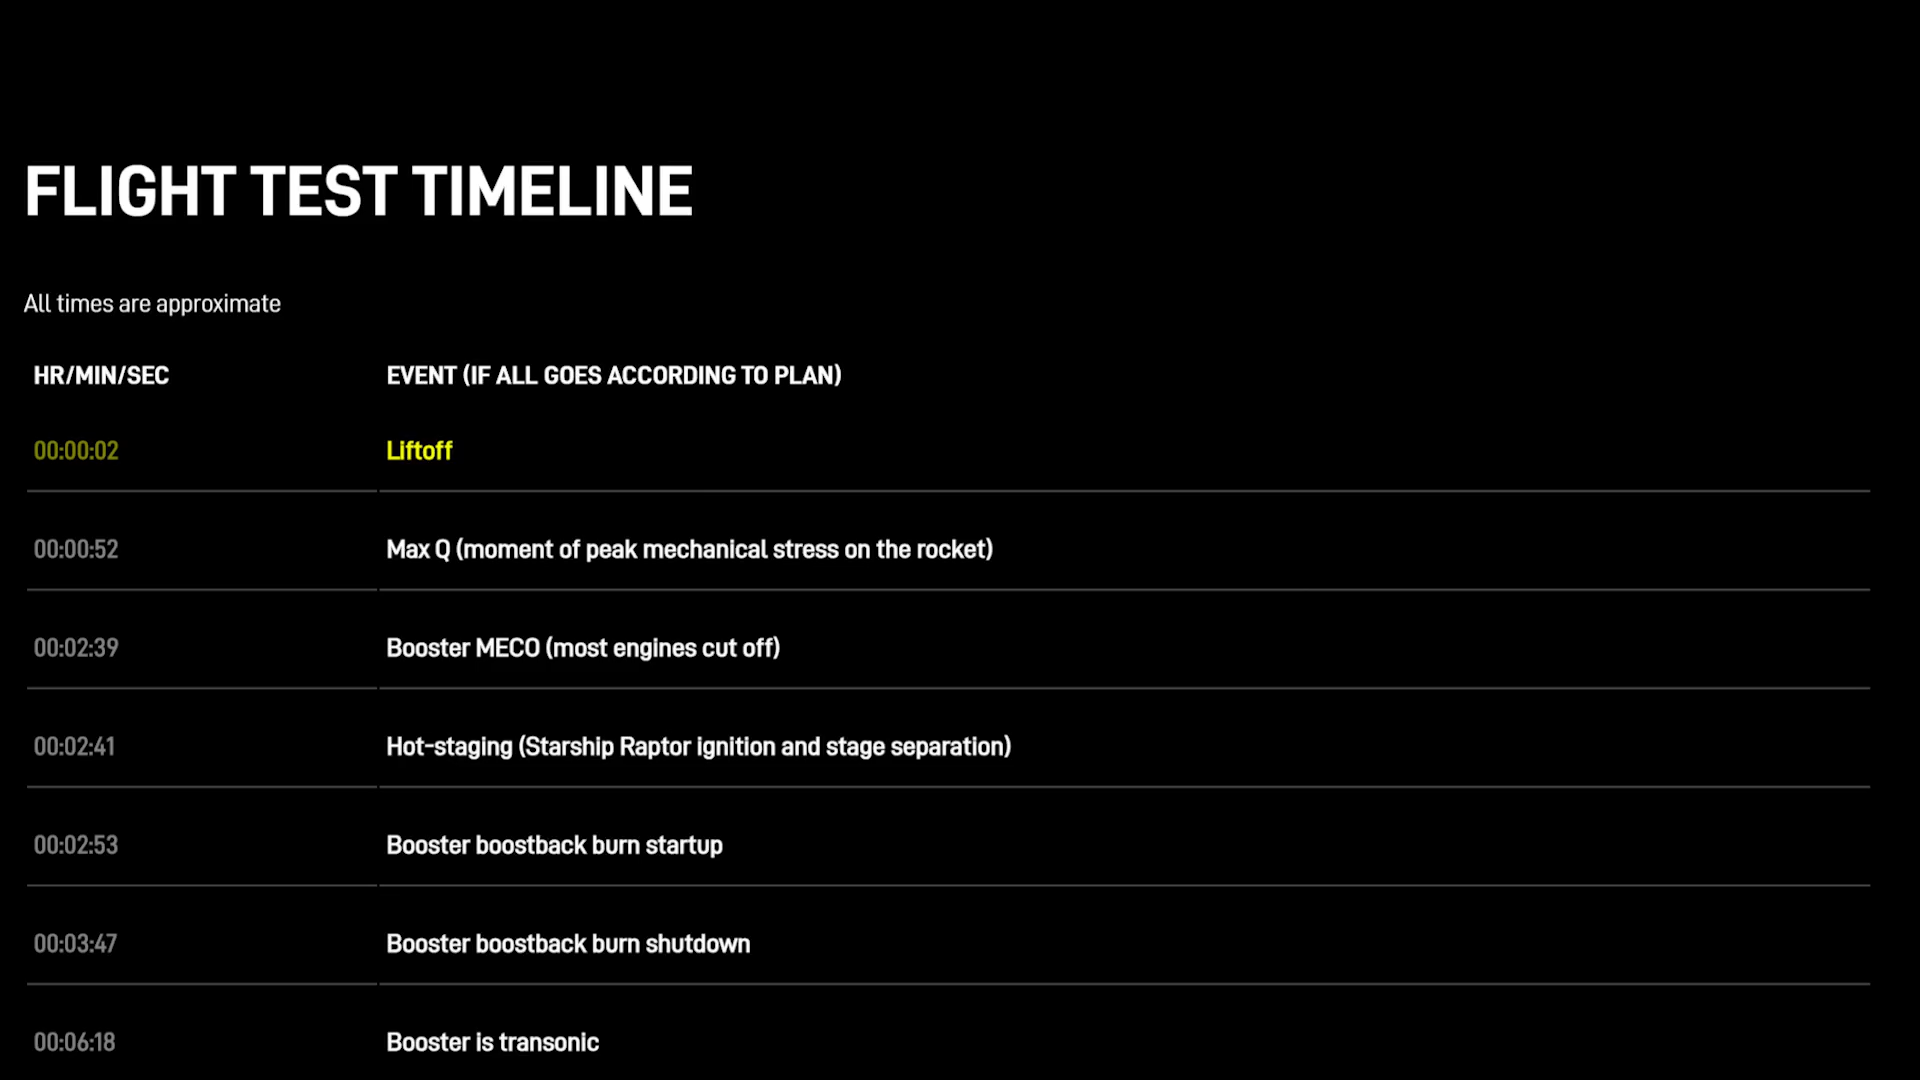 FLIGHT TEST TIMELINE
All times are approximate
HR/MIN/SEC EVENT (IF ALL GOES ACCORDING TO PLAN)
00:00:02 Liftoff
00:00:52 Max Q (moment of peak mechanical stress on the rocket)
00:02:39 Booster MECO (most engines cut off)
00:02:41 Hot-staging (Starship Raptor ignition and stage separation)
00:02:53 Booster boostback burn startup
00:03:47 Booster boostback burn shutdown
00:06:18 Booster is transonic